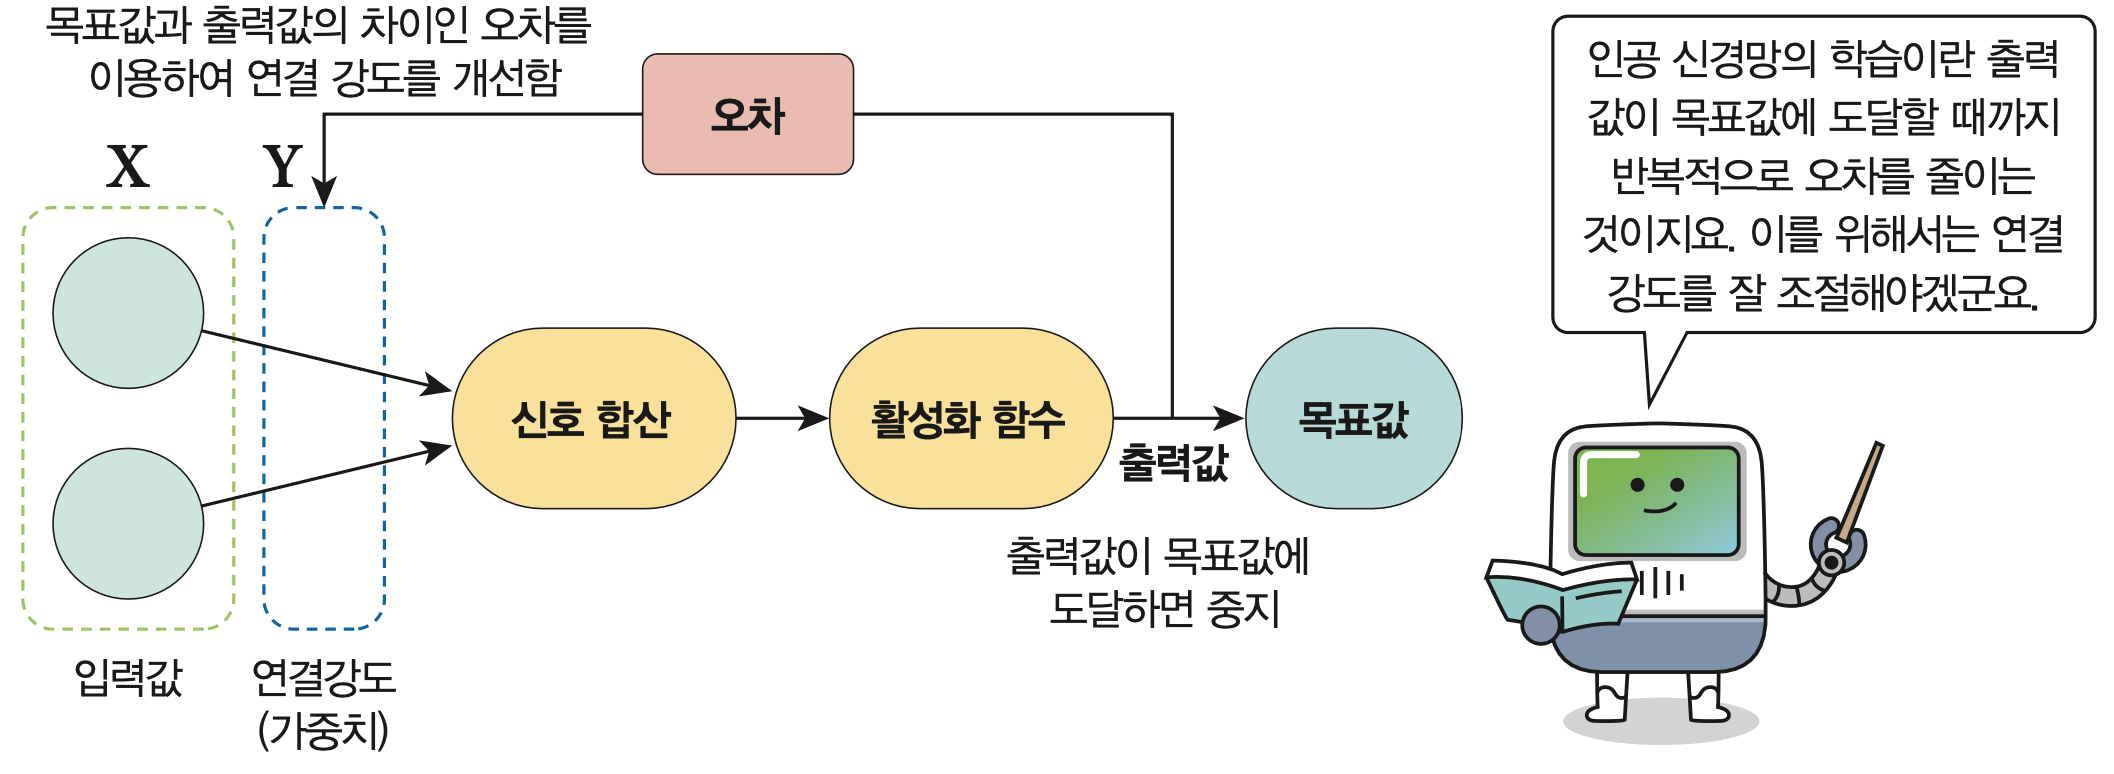 목표값과 출력값의 차이인 오차를
이용하여 연결 강도를 개선함
오차
X
Y
신호 합산
활성화 함수
출력값
목표값
출력값이 목표값에
도달하면 중지
입력값
연결강도
(가중치)
인공 신경망의 학습이란 출력
값이 목표값에 도달할 때까지
반복적으로 오차를 줄이는
것이지요. 이를 위해서는 연결
강도를 잘 조절해야겠군요.